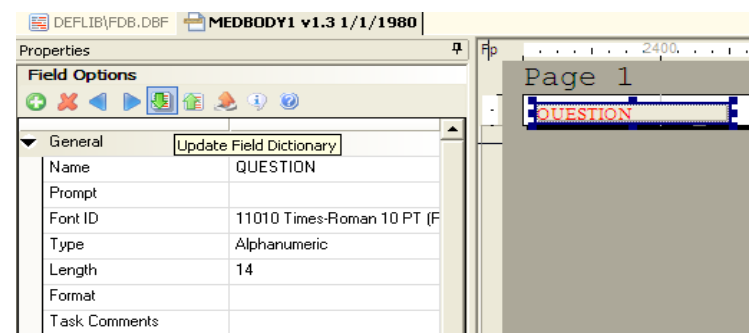 DEFLIB\FDB.DBF MEDBODY1 v1.3 1/1/1980
Properties
Field Options
Update Field Dictionary
General
Name QUESTION
Prompt
Font ID 11010 Times-Roman 10 PT (F
Type Alphanumeric
Length 14
Format
Task Comments
2400
Page 1
QUESTION